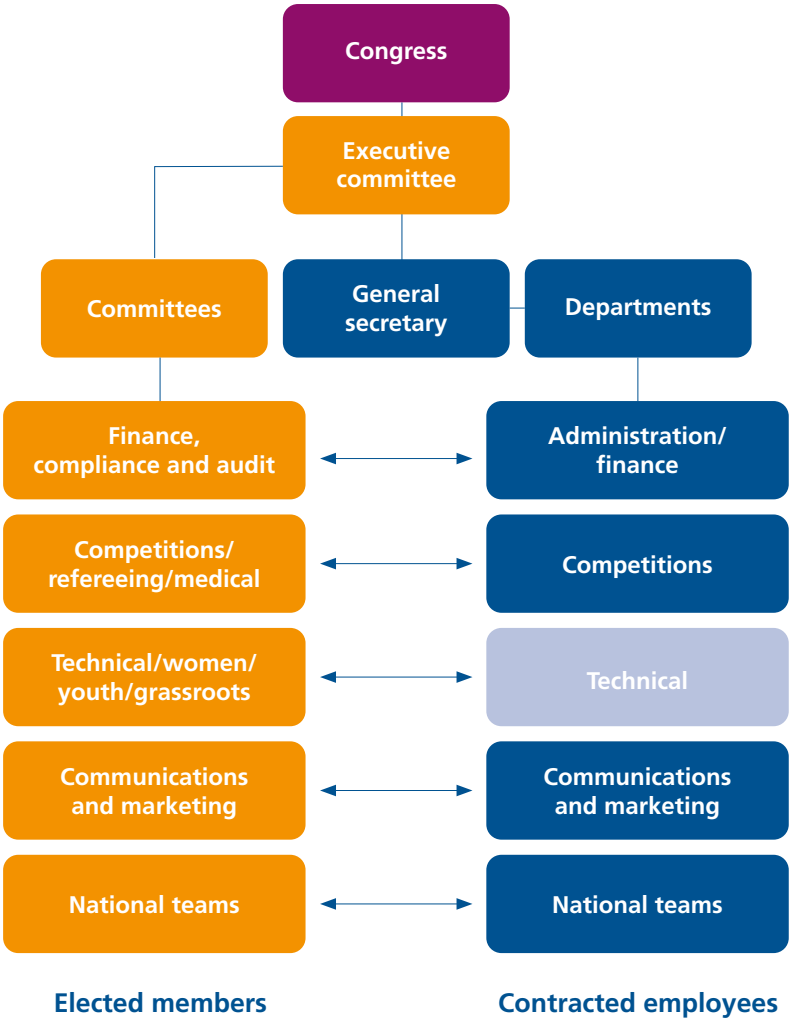 Congress
Executive
committee
Committees
General
secretary
Departments
Finance,
compliance and audit
Administration/
finance
Competitions/
refereeing/medical
Competitions
Technical/women/
youth/grassroots
Technical
Communications
and marketing
Communications
and marketing
National teams
National teams
Elected members
Contracted employees